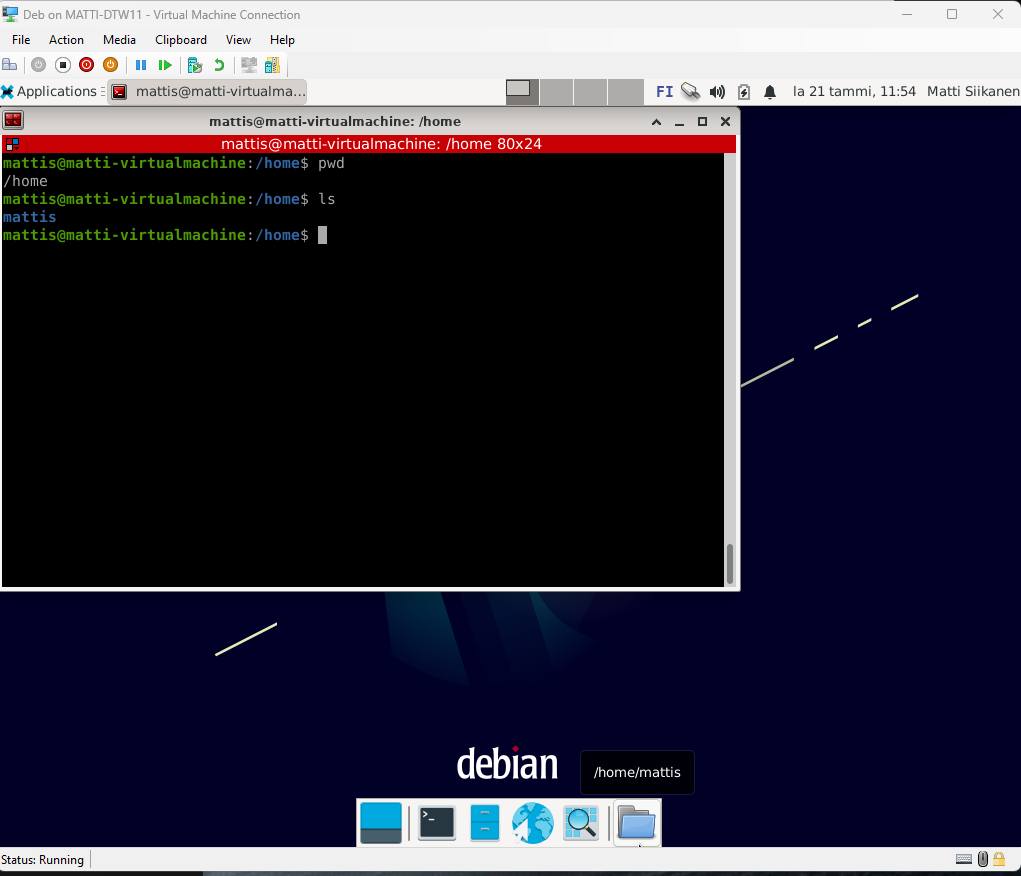 Deb on MATTI-DTW11 - Virtual Machine Connection
File Action Media Clipboard View Help
Applications mattis@matti-virtualma... FI la 21 tammi, 11:54 Matti Siikanen
mattis@matti-virtualmachine: /home
mattis@matti-virtualmachine: /home 80x24
mattis@matti-virtualmachine:/home$ pwd
/home
mattis@matti-virtualmachine:/home$ ls
mattis
mattis@matti-virtualmachine:/home$
debian
/home/mattis
Status: Running